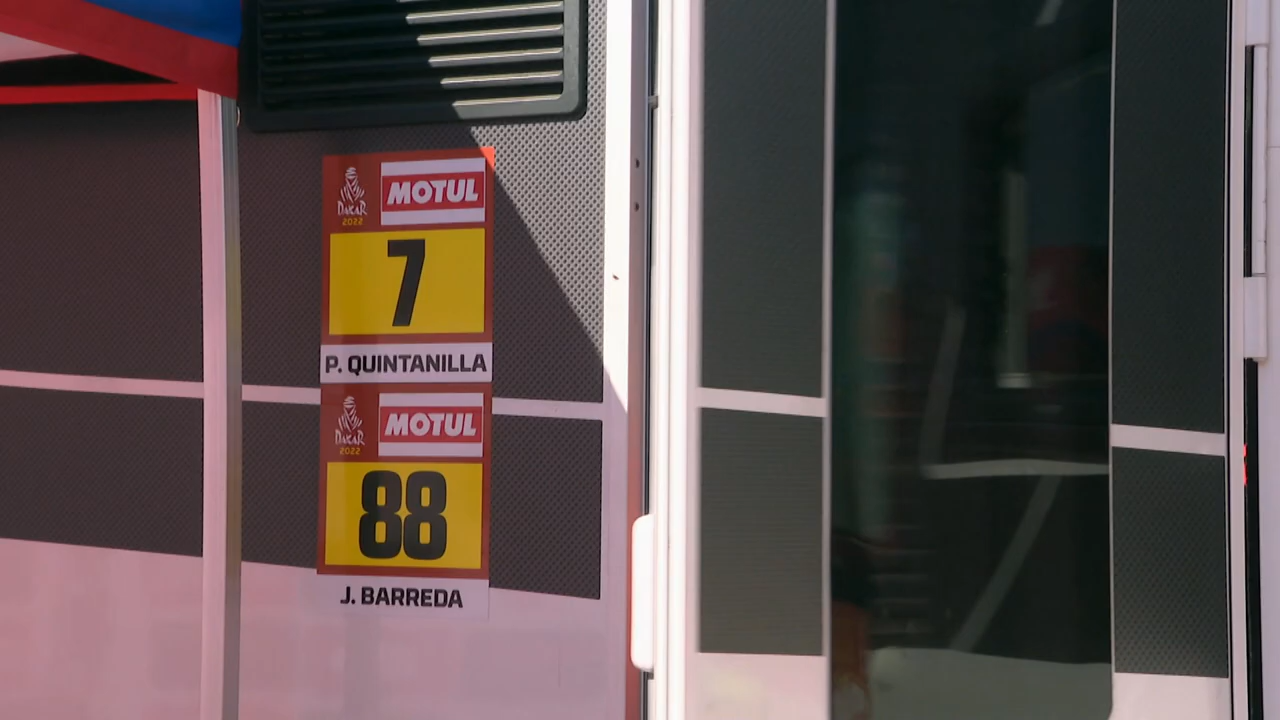 DAKAR
2022
MOTUL
7
P. QUINTANILLA
DAKAR
2022
MOTUL
88
J. BARREDA